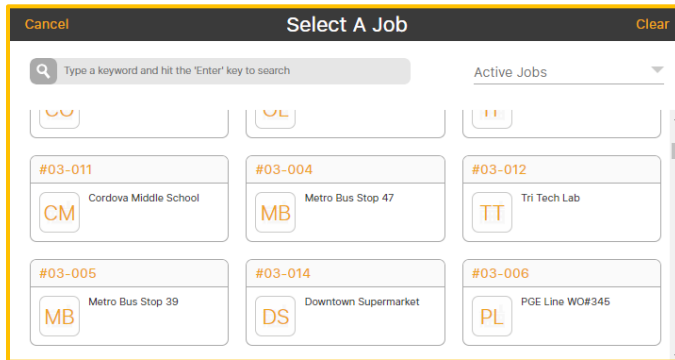 Cancel
Select A Job
Clear
Type a keyword and hit the 'Enter' key to search
Active Jobs
#03-011
#03-004
#03-012
CM
Cordova Middle School
MB
Metro Bus Stop 47
TT
Tri Tech Lab
#03-005
#03-014
#03-006
MB
Metro Bus Stop 39
DS
Downtown Supermarket
PL
PGE Line WO#345